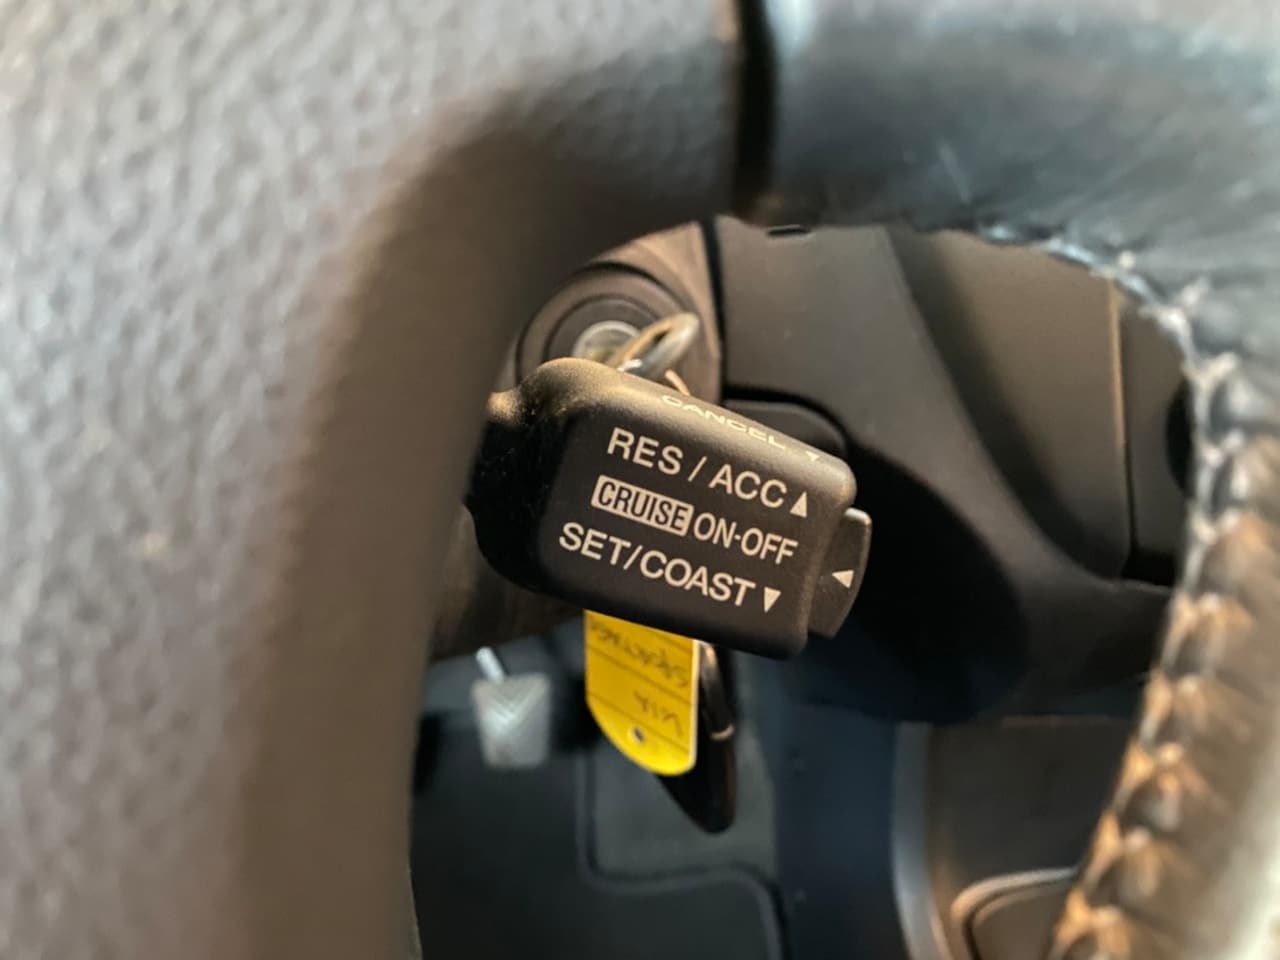 CANCEL
RES / ACC▲
CRUISE ON-OFF
SET/COAST▼